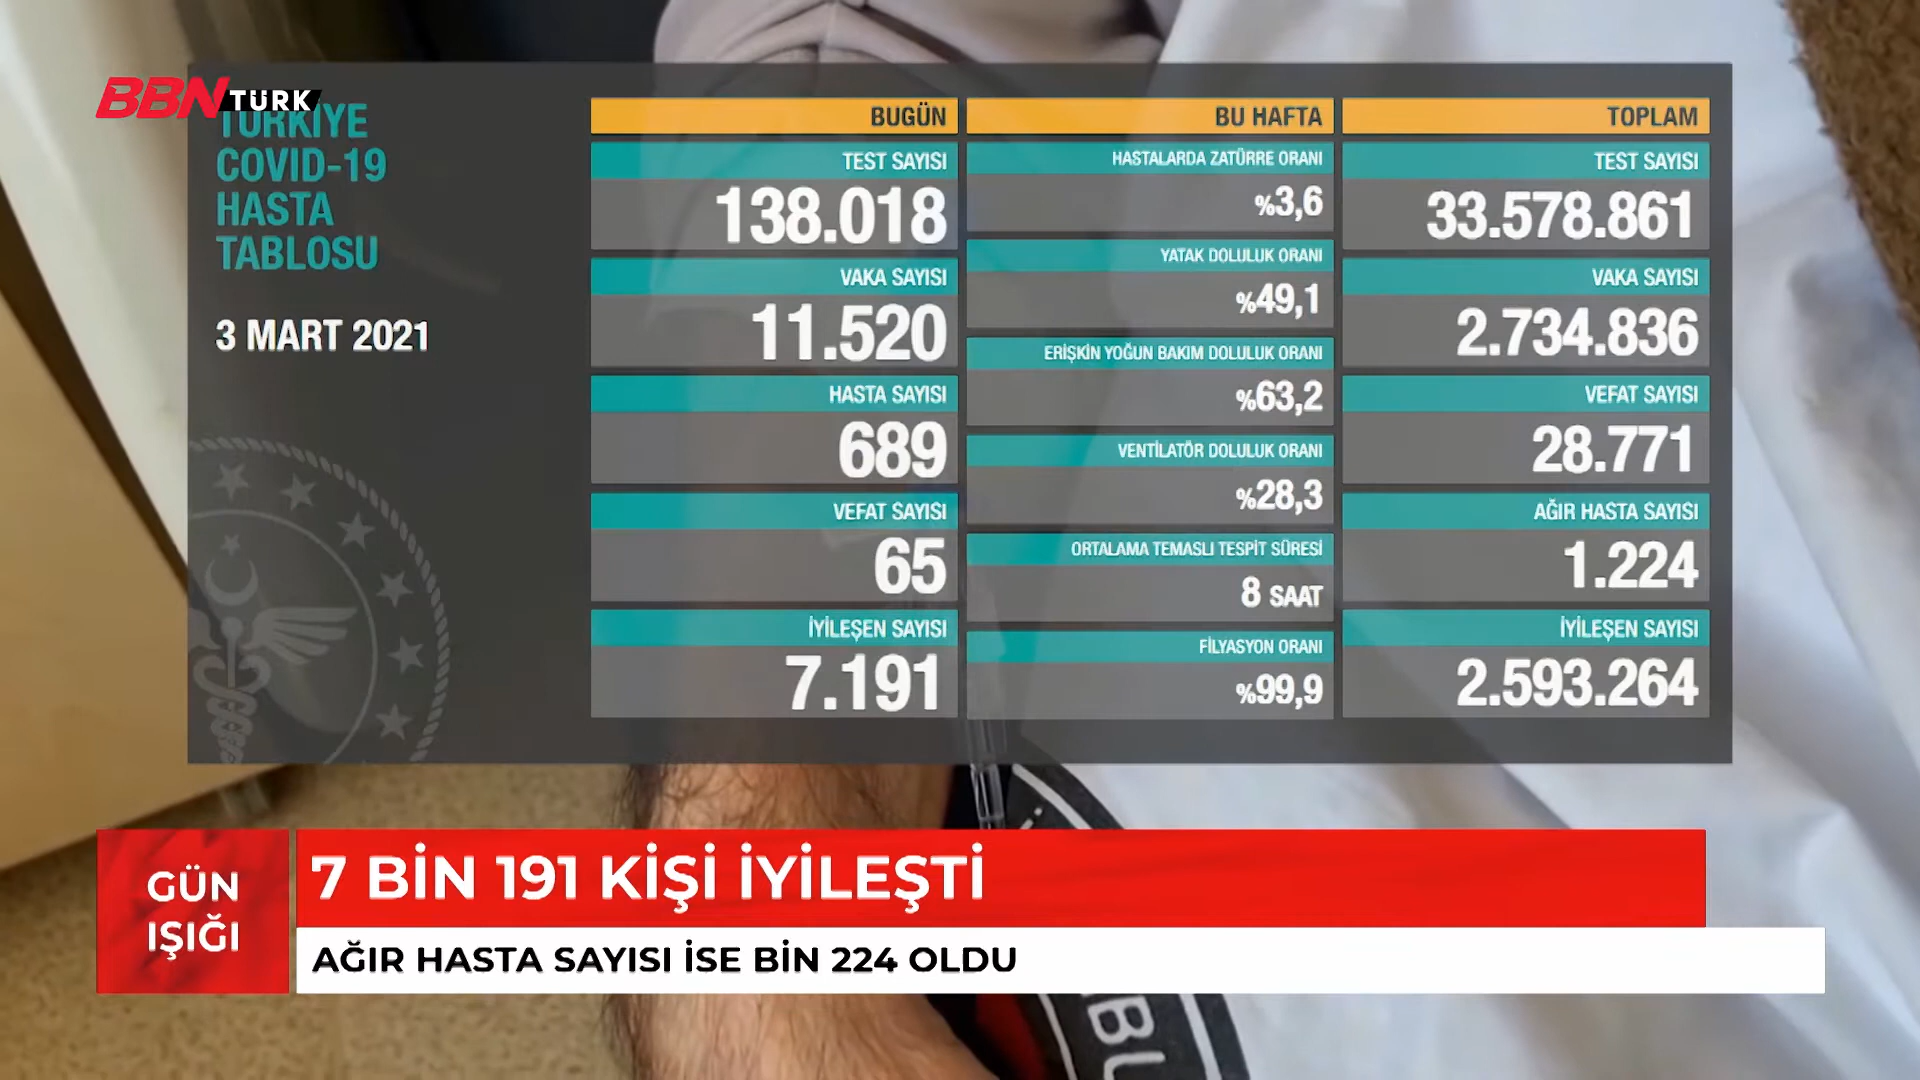 BBN TURK
TÜRKİYE
COVID-19
HASTA
TABLOSU
3 MART 2021
BUGÜN
TEST SAYISI
138.018
VAKA SAYISI
11.520
HASTA SAYISI
689
VEFAT SAYISI
65
İYİLEŞEN SAYISI
7.191
BU HAFTA
HASTALARDA ZATÜRRE ORANI
%3,6
YATAK DOLULUK ORANI
%49,1
ERİŞKİN YOĞUN BAKIM DOLULUK ORANI
%63,2
VENTİLATÖR DOLULUK ORANI
%28,3
ORTALAMA TEMASLI TESPİT SÜRESİ
8 SAAT
FİLYASYON ORANI
%99,9
TOPLAM
TEST SAYISI
33.578.861
VAKA SAYISI
2.734.836
VEFAT SAYISI
28.771
AĞIR HASTA SAYISI
1.224
İYİLEŞEN SAYISI
2.593.264
GÜN
IŞIĞI
7 BİN 191 KİŞİ İYİLEŞTİ
AĞIR HASTA SAYISI İSE BİN 224 OLDU